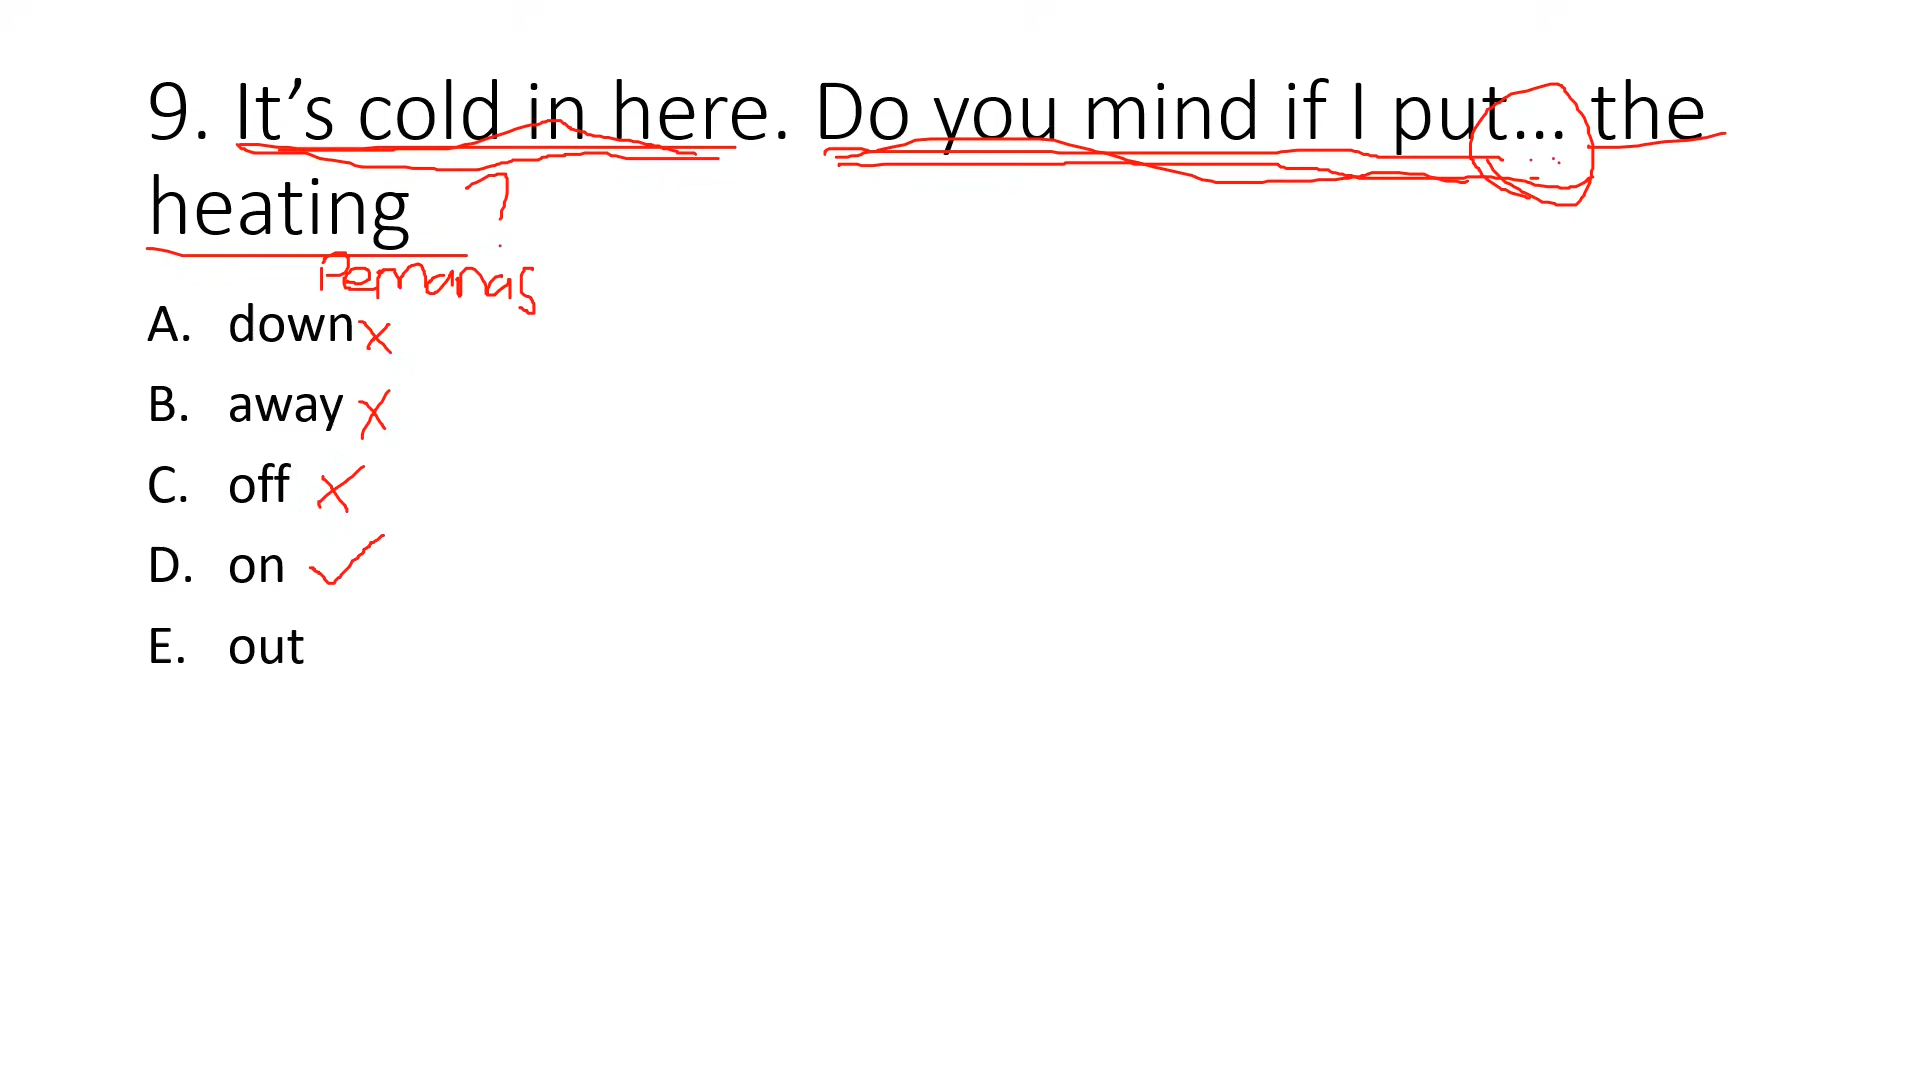 9. It's cold in here. Do you mind if I put... the
heating ?
Pemanas
A. down x
B. away x
C. off x
D. on ✓
E. out